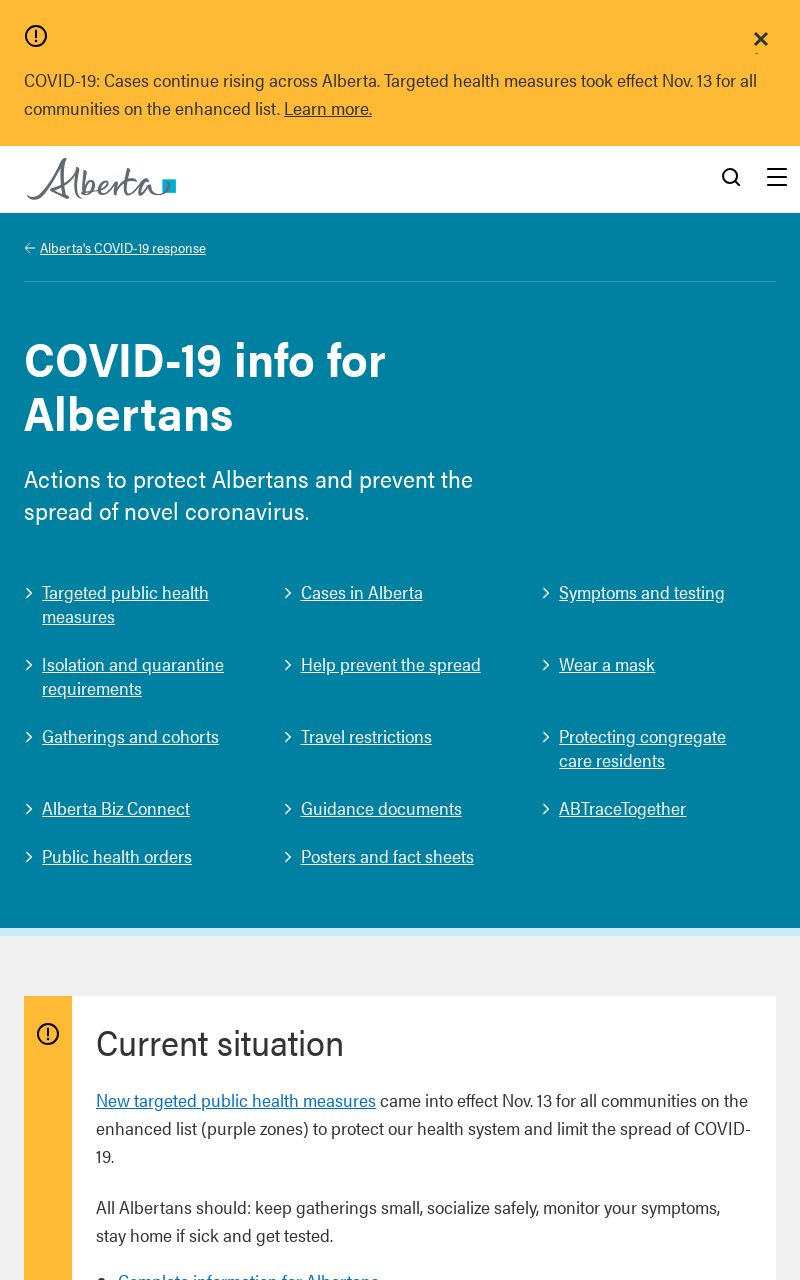 COVID-19: Cases continue rising across Alberta. Targeted health measures took effect Nov. 13 for all
communities on the enhanced list. Learn more.
Alberta
Alberta's COVID-19 response
COVID-19 info for
Albertans
Actions to protect Albertans and prevent the
spread of novel coronavirus.
Targeted public health
measures
Cases in Alberta
Symptoms and testing
Isolation and quarantine
requirements
Help prevent the spread
Wear a mask
Gatherings and cohorts
Travel restrictions
Protecting congregate
care residents
Alberta Biz Connect
Guidance documents
ABTraceTogether
Public health orders
Posters and fact sheets
Current situation
New targeted public health measures came into effect Nov. 13 for all communities on the
enhanced list (purple zones) to protect our health system and limit the spread of COVID-
19.
All Albertans should: keep gatherings small, socialize safely, monitor your symptoms,
stay home if sick and get tested.
Complete information for Albertans